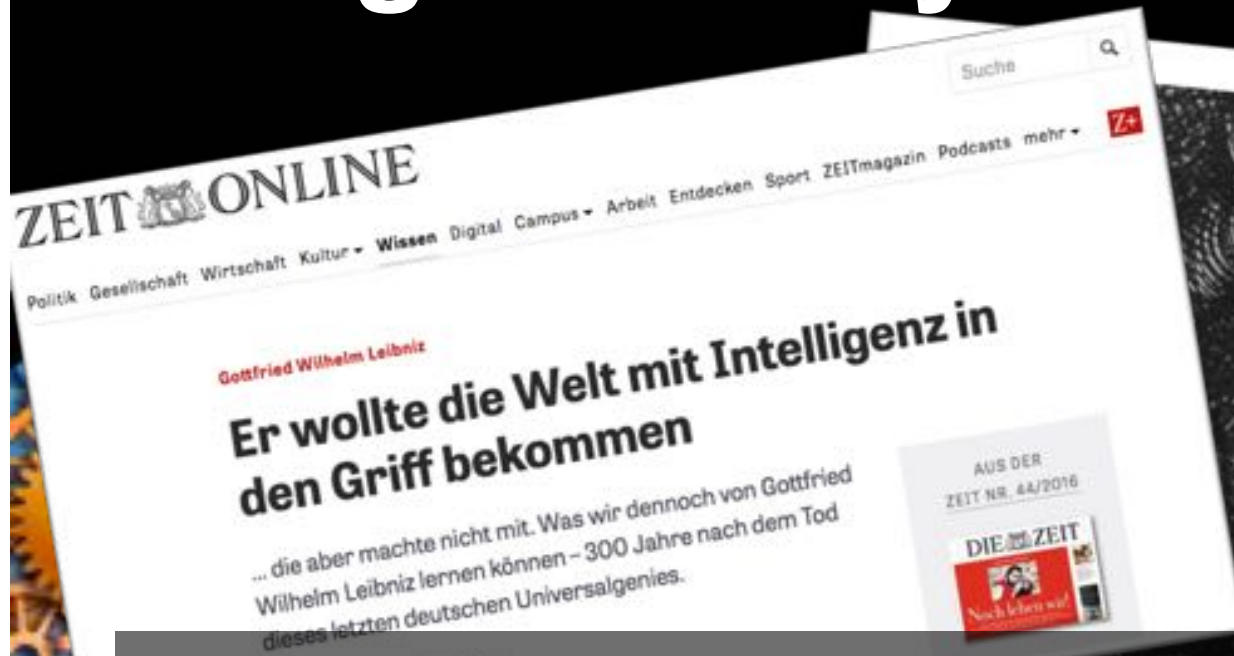 Suche
ZEIT ONLINE
Z+
Politik Gesellschaft Wirtschaft Kultur Wissen Digital Campus Arbeit Entdecken Sport ZEITmagazin Podcasts mehr
Gottfried Wilhelm Leibniz
Er wollte die Welt mit Intelligenz in
den Griff bekommen
... die aber machte nicht mit. Was wir dennoch von Gottfried
Wilhelm Leibniz lernen können – 300 Jahre nach dem Tod
dieses letzten deutschen Universalgenies.
AUS DER
ZEIT NR. 44/2016
DIE ZEIT
Noch leben wir!